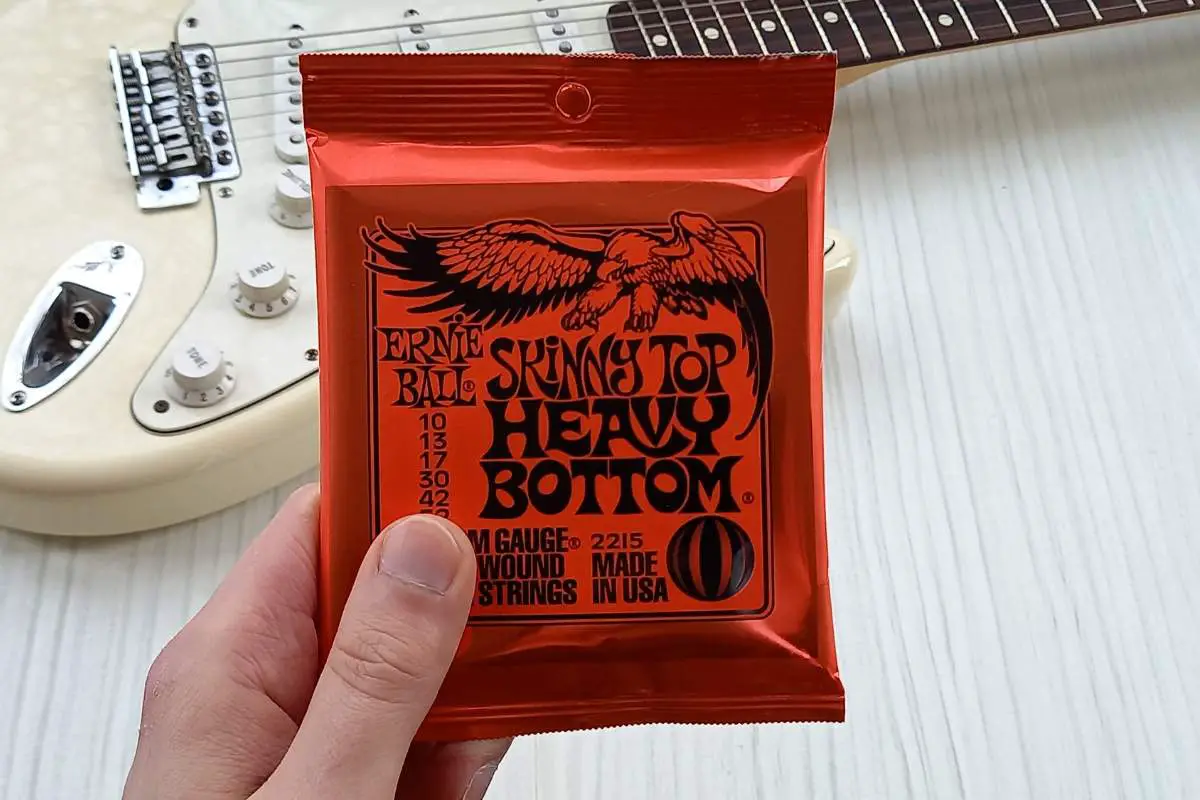 ERNiE
BALL®
SKiNNY TOP
HEAVY
BOTTOM®
10
13
17
30
42
M GAUGE®
WOUND
STRINGS
2215
MADE
IN USA
TONE
TONE